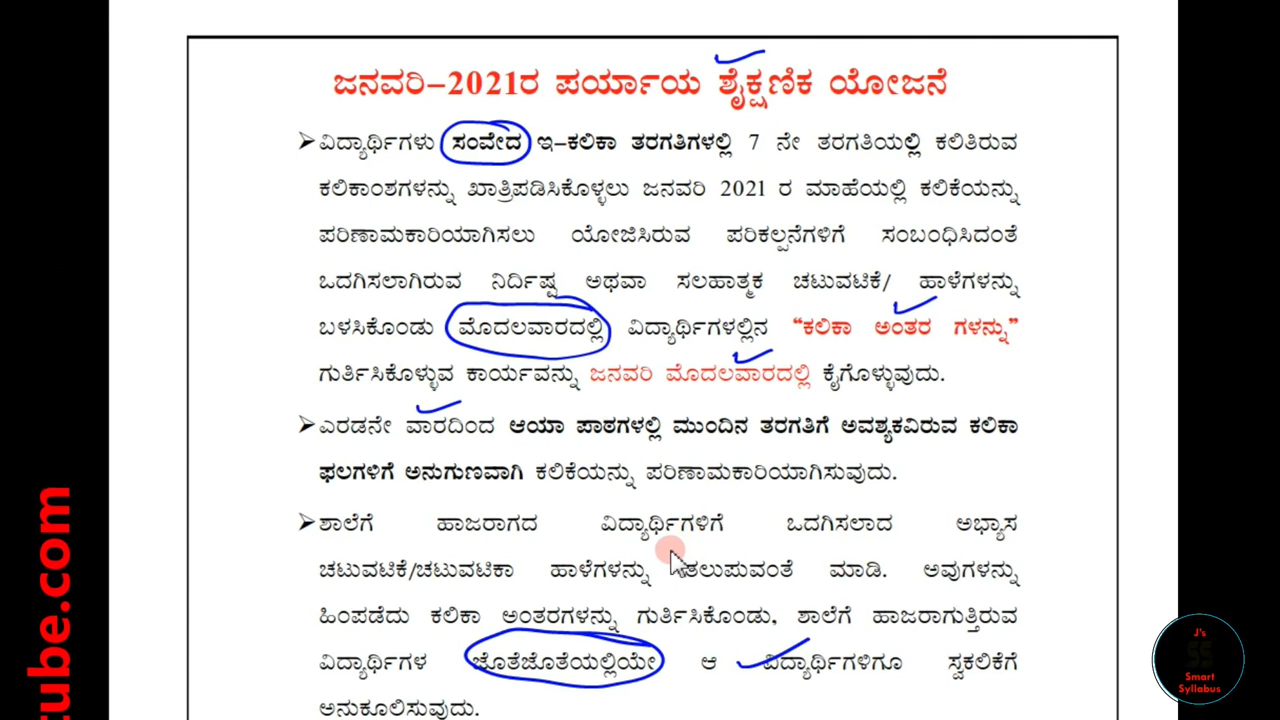 ಜನವರಿ–2021ರ ಪರ್ಯಾಯ ಶೈಕ್ಷಣಿಕ ಯೋಜನೆ
➢ವಿದ್ಯಾರ್ಥಿಗಳು ಸಂವೇದ ಇ–ಕಲಿಕಾ ತರಗತಿಗಳಲ್ಲಿ 7 ನೇ ತರಗತಿಯಲ್ಲಿ ಕಲಿತಿರುವ
ಕಲಿಕಾಂಶಗಳನ್ನು ಖಾತ್ರಿಪಡಿಸಿಕೊಳ್ಳಲು ಜನವರಿ 2021 ರ ಮಾಹೆಯಲ್ಲಿ ಕಲಿಕೆಯನ್ನು
ಪರಿಣಾಮಕಾರಿಯಾಗಿಸಲು ಯೋಜಿಸಿರುವ ಪರಿಕಲ್ಪನೆಗಳಿಗೆ ಸಂಬಂಧಿಸಿದಂತೆ
ಒದಗಿಸಲಾಗಿರುವ ನಿರ್ದಿಷ್ಟ ಅಥವಾ ಸಲಹಾತ್ಮಕ ಚಟುವಟಿಕೆ/ ಹಾಳೆಗಳನ್ನು
ಬಳಸಿಕೊಂಡು ಮೊದಲವಾರದಲ್ಲಿ ವಿದ್ಯಾರ್ಥಿಗಳಲ್ಲಿನ “ಕಲಿಕಾ ಅಂತರ ಗಳನ್ನು”
ಗುರ್ತಿಸಿಕೊಳ್ಳುವ ಕಾರ್ಯವನ್ನು ಜನವರಿ ಮೊದಲವಾರದಲ್ಲಿ ಕೈಗೊಳ್ಳುವುದು.
➢ಎರಡನೇ ವಾರದಿಂದ ಆಯಾ ಪಾಠಗಳಲ್ಲಿ ಮುಂದಿನ ತರಗತಿಗೆ ಅವಶ್ಯಕವಿರುವ ಕಲಿಕಾ
ಫಲಗಳಿಗೆ ಅನುಗುಣವಾಗಿ ಕಲಿಕೆಯನ್ನು ಪರಿಣಾಮಕಾರಿಯಾಗಿಸುವುದು.
➢ಶಾಲೆಗೆ ಹಾಜರಾಗದ ವಿದ್ಯಾರ್ಥಿಗಳಿಗೆ ಒದಗಿಸಲಾದ ಅಭ್ಯಾಸ
ಚಟುವಟಿಕೆ/ಚಟುವಟಿಕಾ ಹಾಳೆಗಳನ್ನು ತಲುಪುವಂತೆ ಮಾಡಿ. ಅವುಗಳನ್ನು
ಹಿಂಪಡೆದು ಕಲಿಕಾ ಅಂತರಗಳನ್ನು ಗುರ್ತಿಸಿಕೊಂಡು, ಶಾಲೆಗೆ ಹಾಜರಾಗುತ್ತಿರುವ
ವಿದ್ಯಾರ್ಥಿಗಳ ಜೊತೆಜೊತೆಯಲ್ಲಿಯೇ ಆ ವಿದ್ಯಾರ್ಥಿಗಳಿಗೂ ಸ್ವಕಲಿಕೆಗೆ
ಅನುಕೂಲಿಸುವುದು.
tube.com
J's
SS
Smart
Syllabus